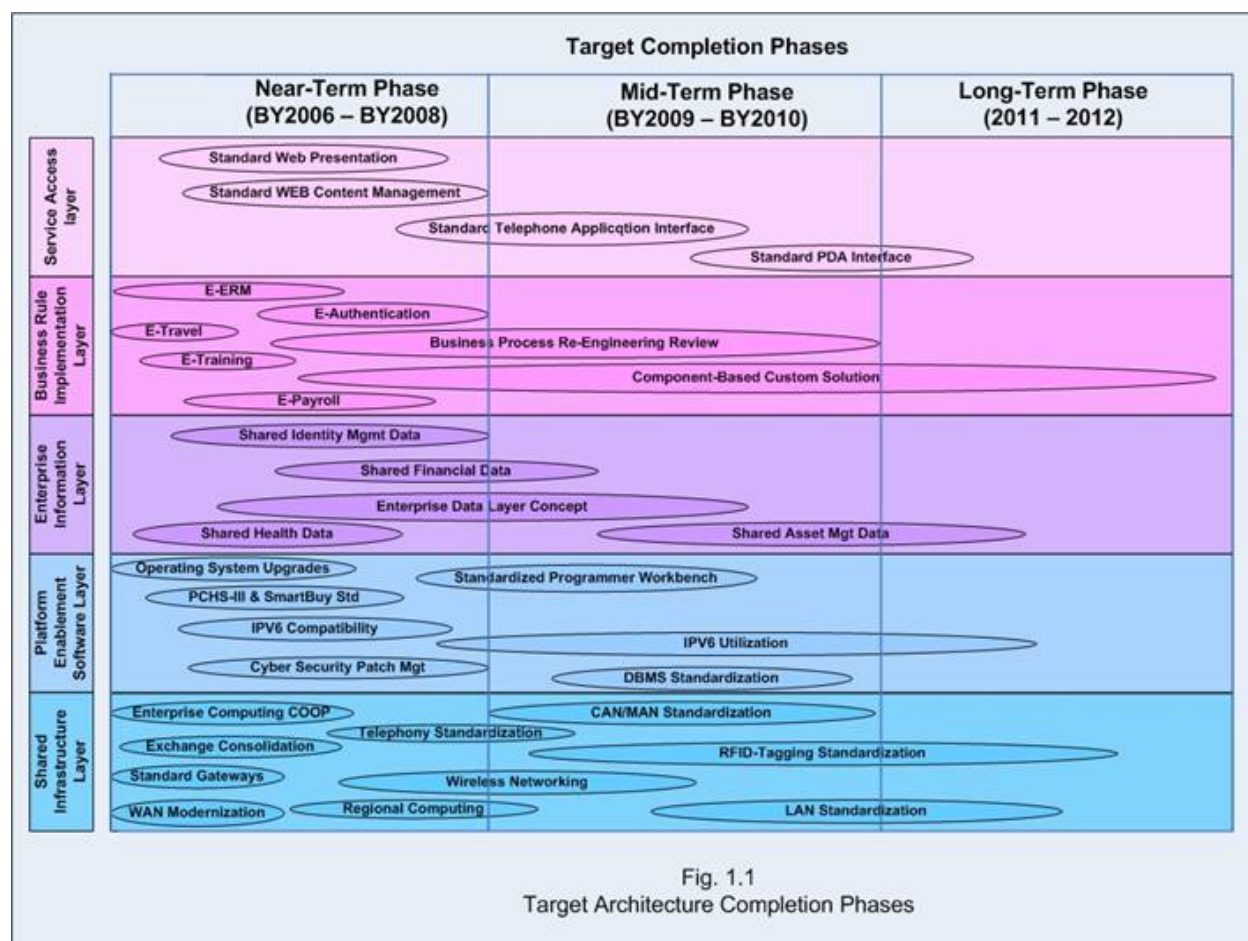 Target Completion Phases
Near-Term Phase
(BY2006 – BY2008)
Mid-Term Phase
(BY2009 – BY2010)
Long-Term Phase
(2011 – 2012)
Service Access
layer
Standard Web Presentation
Standard WEB Content Management
Standard Telephone Applicqtion Interface
Standard PDA Interface
Business Rule
Implementation
Layer
E-ERM
E-Authentication
E-Travel
Business Process Re-Engineering Review
E-Training
Component-Based Custom Solution
E-Payroll
Enterprise
Information
Layer
Shared Identity Mgmt Data
Shared Financial Data
Enterprise Data Layer Concept
Shared Health Data
Shared Asset Mgt Data
Platform
Enablement
Software Layer
Operating System Upgrades
Standardized Programmer Workbench
PCHS-III & SmartBuy Std
IPV6 Compatibility
IPV6 Utilization
Cyber Security Patch Mgt
DBMS Standardization
Shared
Infrastructure
Layer
Enterprise Computing COOP
CAN/MAN Standardization
Telephony Standardization
Exchange Consolidation
RFID-Tagging Standardization
Standard Gateways
Wireless Networking
WAN Modernization
Regional Computing
LAN Standardization
Fig. 1.1
Target Architecture Completion Phases